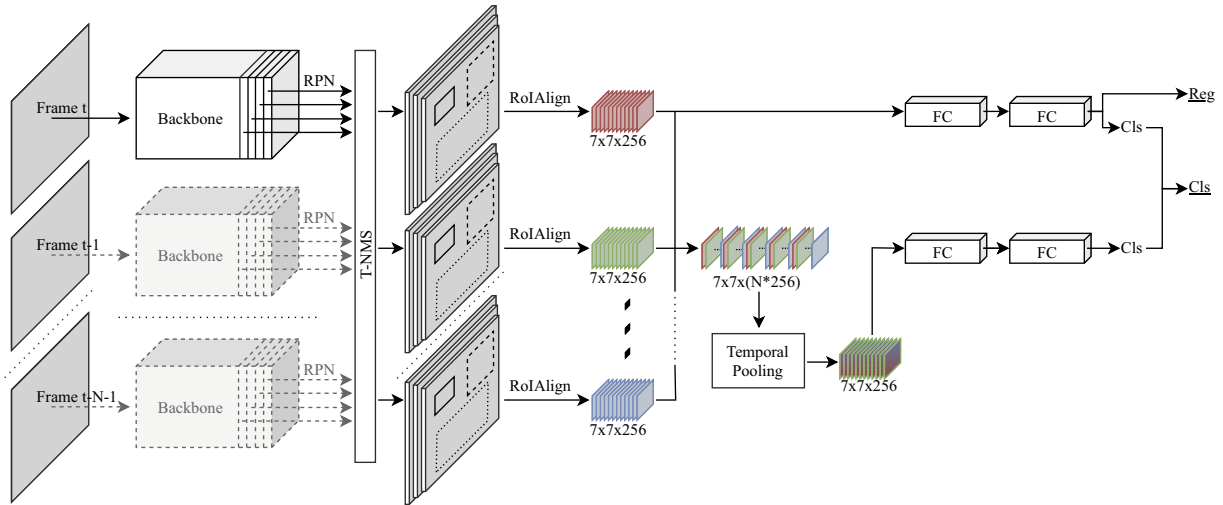 Frame t
Backbone
RPN
RoIAlign
7x7x256
FC
FC
Reg
Cls
Cls
Frame t-1
Backbone
RPN
T-NMS
RoIAlign
7x7x256
...
...
...
...
...
7x7x(N*256)
FC
FC
Cls
Temporal
Pooling
7x7x256
Frame t-N-1
Backbone
RPN
RoIAlign
7x7x256